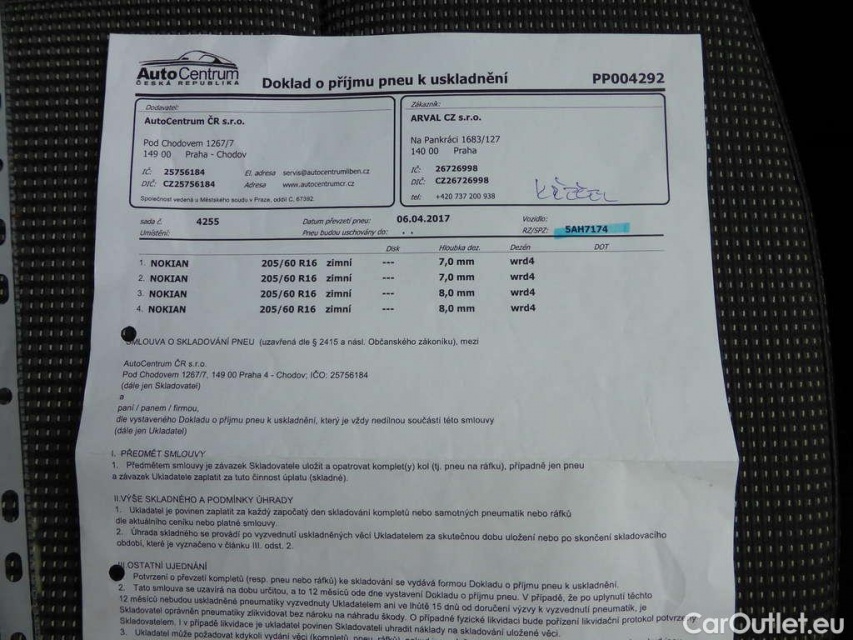 AutoCentrum
ČESKÁ REPUBLIKA
Doklad o příjmu pneu k uskladnění
PP004292
Dodavatel:
AutoCentrum ČR s.r.o.
Pod Chodovem 1267/7
149 00 Praha - Chodov
IČ: 25756184 El. adresa servis@autocentrumliben.cz
DIČ: CZ25756184 Adresa www.autocentrumcr.cz
Společnost vedená u Městského soudu v Praze, oddíl C, 67382.
Zákazník:
ARVAL CZ s.r.o.
Na Pankráci 1683/127
140 00 Praha
IČ: 26726998
DIČ: CZ26726998
tel: +420 737 200 938
sada č. 4255 Datum převzetí pneu: 06.04.2017 Vozidlo:
Umístění: Pneu budou uschovány do: . . RZ/SPZ: 5AH7174
Disk Hloubka dez. Dezén DOT
1. NOKIAN 205/60 R16 zimní --- 7,0 mm wrd4
2. NOKIAN 205/60 R16 zimní --- 7,0 mm wrd4
3. NOKIAN 205/60 R16 zimní --- 8,0 mm wrd4
4. NOKIAN 205/60 R16 zimní --- 8,0 mm wrd4
SMLOUVA O SKLADOVÁNÍ PNEU (uzavřená dle § 2415 a násl. Občanského zákoníku), mezi
AutoCentrum ČR s.r.o.
Pod Chodovem 1267/7, 149 00 Praha 4 - Chodov; IČO: 25756184
(dále jen Skladovatel)
a
paní / panem / firmou,
dle vystaveného Dokladu o příjmu pneu k uskladnění, který je vždy nedílnou součástí této smlouvy
(dále jen Ukladatel)
I. PŘEDMĚT SMLOUVY
1. Předmětem smlouvy je závazek Skladovatele uložit a opatrovat komplet(y) kol (tj. pneu na ráfku), případně jen pneu
a závazek Ukladatele zaplatit za tuto činnost úplatu (skladné).
II.VÝŠE SKLADNÉHO A PODMÍNKY ÚHRADY
1. Ukladatel je povinen zaplatit za každý započatý den skladování kompletů nebo samotných pneumatik nebo ráfků
dle aktuálního ceníku nebo platné smlouvy.
2. Úhrada skladného se provádí po vyzvednutí uskladněných věcí Ukladatelem za skutečnou dobu uložení nebo po skončení skladovacího
období, které je vyznačeno v článku III. odst. 2.
III OSTATNÍ UJEDNÁNÍ
Potvrzení o převzetí kompletů (resp. pneu nebo ráfků) ke skladování se vydává formou Dokladu o příjmu pneu k uskladnění.
2. Tato smlouva se uzavírá na dobu určitou, a to 12 měsíců ode dne vystavení Dokladu o příjmu pneu. V případě, že po uplynutí těchto
12 měsíců nebudou uskladněné pneumatiky vyzvednuty Ukladatelem ani ve lhůtě 15 dnů od doručení výzvy k vyzvednutí pneumatik, je
Skladovatel oprávněn pneumatiky zlikvidovat bez nároku na náhradu škody. O případné fyzické likvidaci bude pořízení likvidační protokol potvrzený
Skladovatelem. I v případě likvidace je ukladatel povinen Skladovateli uhradit náklady na skladování uložené věci.
3. Ukladatel může požadovat kdykoli vydání věci
CarOutlet.eu